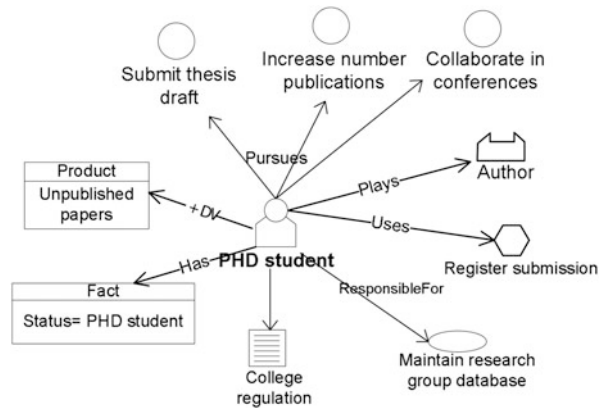 Submit thesis
draft
Increase number
publications
Collaborate in
conferences
Pursues
Product
Unpublished
papers
+DV
Plays
Author
Uses
Register submission
Has
PHD student
Fact
Status= PHD student
ResponsibleFor
College
regulation
Maintain research
group database